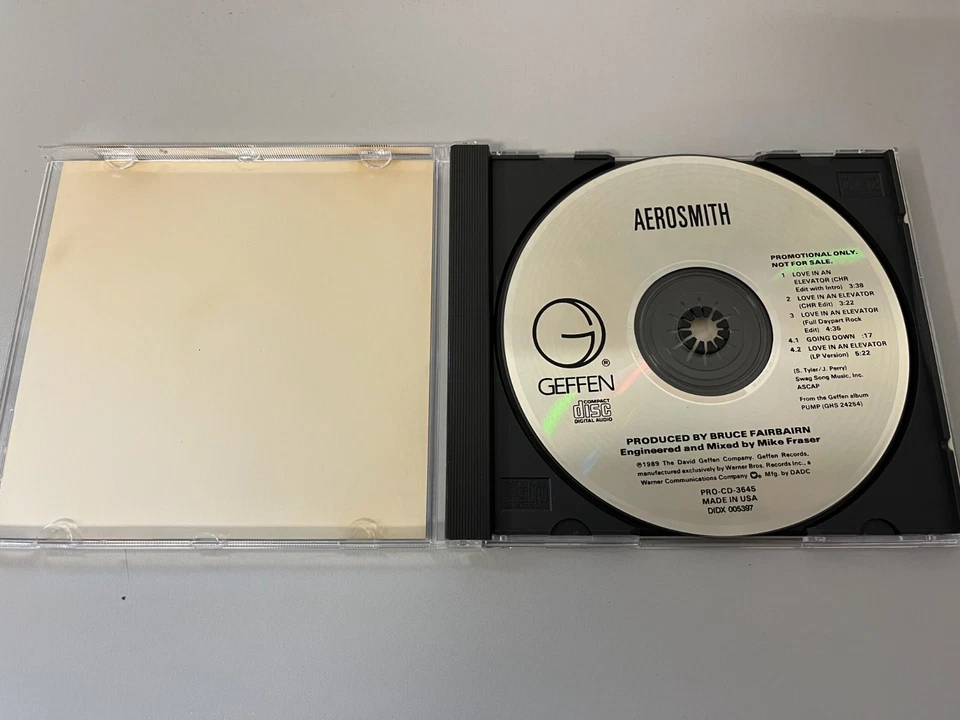 AEROSMITH
PROMOTIONAL ONLY.
NOT FOR SALE.
1 LOVE IN AN
ELEVATOR (CHR
Edit with Intro) 3:38
2 LOVE IN AN ELEVATOR
(CHR Edit) 3:22
3 LOVE IN AN ELEVATOR
(Full Daypart Rock
Edit) 4:35
4.1 GOING DOWN :17
4.2 LOVE IN AN ELEVATOR
(LP Version) 5:22
(S. Tyler/J. Perry)
Swag Song Music, Inc.
ASCAP
From the Geffen album
PUMP (GHS 24254)
®
GEFFEN
COMPACT
disc
DIGITAL AUDIO
PRODUCED BY BRUCE FAIRBAIRN
Engineered and Mixed by Mike Fraser
℗1989 The David Geffen Company. Geffen Records,
manufactured exclusively by Warner Bros. Records Inc., a
Warner Communications Company. Mfg. by DADC
PRO-CD-3645
MADE IN USA
DIDX 005397